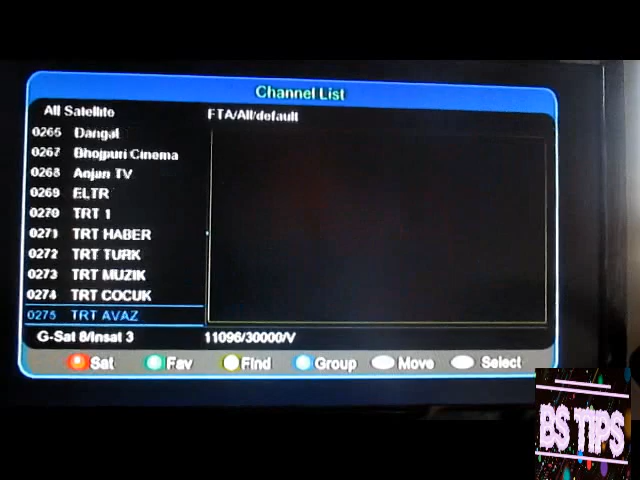 Channel List
All Satellite
FTA/All/default
0266 Dangal
0267 Bhojpuri Cinema
0268 Anjan TV
0269 ELTR
0270 TRT 1
0271 TRT HABER
0272 TRT TURK
0273 TRT MUZIK
0274 TRT COCUK
0275 TRT AVAZ
G-Sat 8/Insat 3 11096/30000/V
Sat Fav Find Group Move Select
BS TIPS